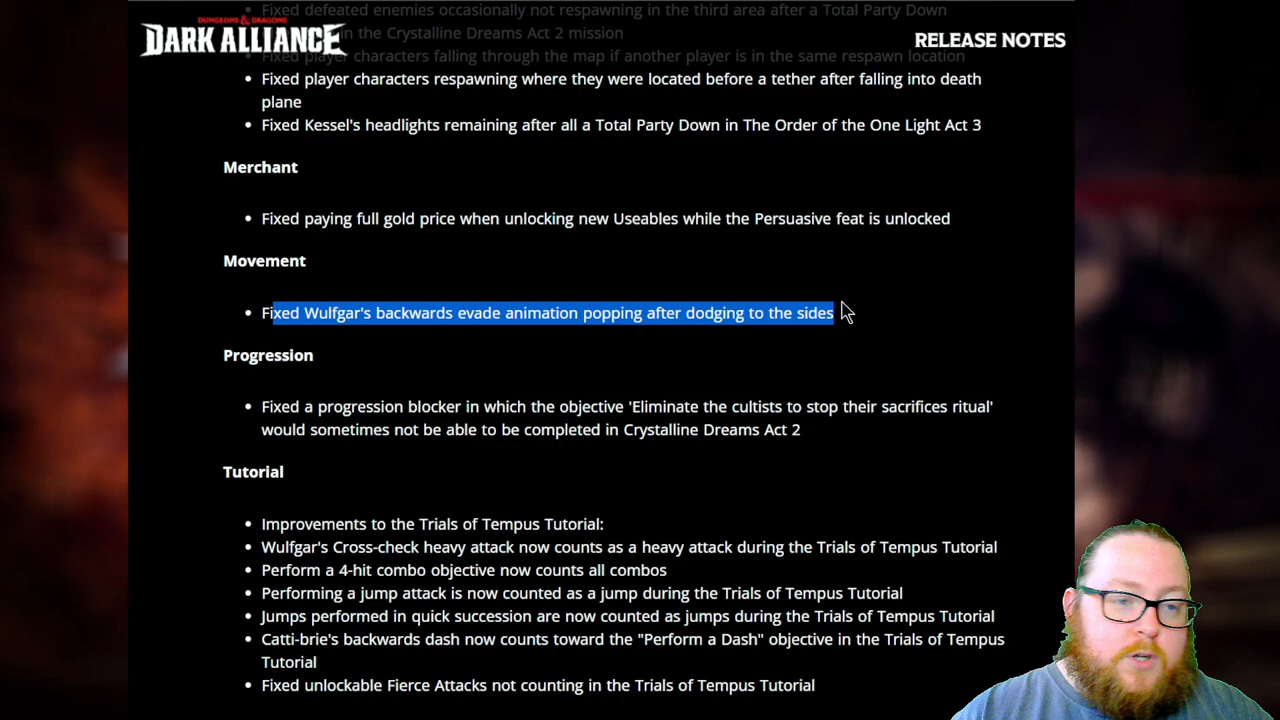 Fixed defeated enemies occasionally not respawning in the third area after a Total Party Down
in the Crystalline Dreams Act 2 mission
DUNGEONS & DRAGONS
DARK ALLIANCE
RELEASE NOTES
Fixed player characters falling through the map if another player is in the same respawn location
• Fixed player characters respawning where they were located before a tether after falling into death
plane
• Fixed Kessel's headlights remaining after all a Total Party Down in The Order of the One Light Act 3
Merchant
• Fixed paying full gold price when unlocking new Useables while the Persuasive feat is unlocked
Movement
• Fixed Wulfgar's backwards evade animation popping after dodging to the sides
Progression
• Fixed a progression blocker in which the objective 'Eliminate the cultists to stop their sacrifices ritual'
would sometimes not be able to be completed in Crystalline Dreams Act 2
Tutorial
• Improvements to the Trials of Tempus Tutorial:
• Wulfgar's Cross-check heavy attack now counts as a heavy attack during the Trials of Tempus Tutorial
• Perform a 4-hit combo objective now counts all combos
• Performing a jump attack is now counted as a jump during the Trials of Tempus Tutorial
• Jumps performed in quick succession are now counted as jumps during the Trials of Tempus Tutorial
• Catti-brie's backwards dash now counts toward the "Perform a Dash" objective in the Trials of Tempus
Tutorial
• Fixed unlockable Fierce Attacks not counting in the Trials of Tempus Tutorial